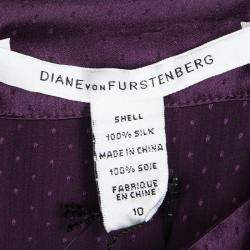 DIANE VON FURSTENBERG
SHELL
100% SILK
MADE IN CHINA
100% SOIE
FABRIQUE
EN CHINE
10